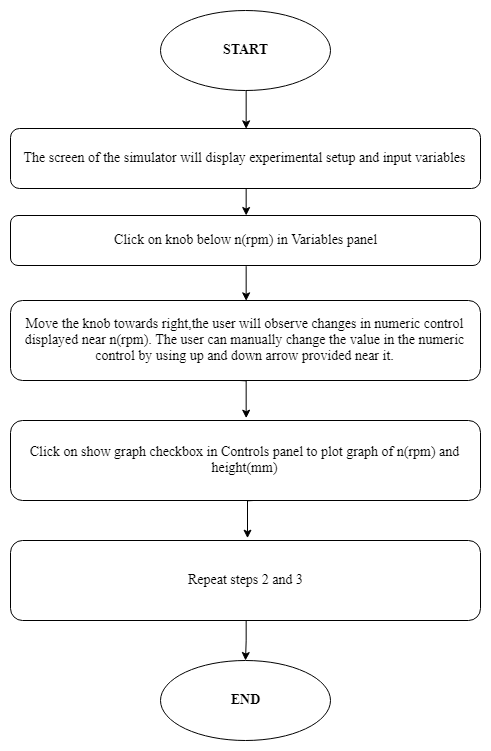 START
The screen of the simulator will display experimental setup and input variables
Click on knob below n(rpm) in Variables panel
Move the knob towards right,the user will observe changes in numeric control
displayed near n(rpm). The user can manually change the value in the numeric
control by using up and down arrow provided near it.
Click on show graph checkbox in Controls panel to plot graph of n(rpm) and
height(mm)
Repeat steps 2 and 3
END